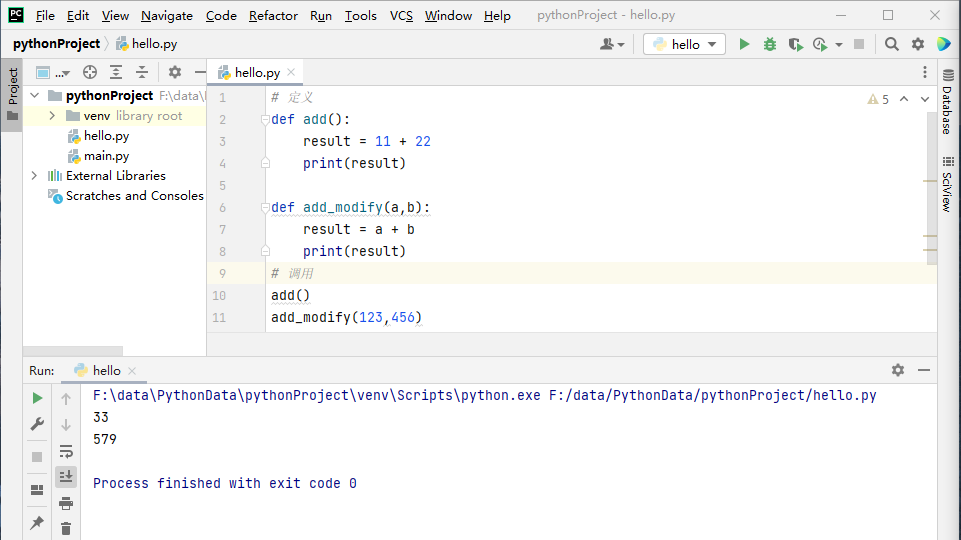 PC File Edit View Navigate Code Refactor Run Tools VCS Window Help pythonProject - hello.py
pythonProject hello.py hello
Project
... hello.py
pythonProject F:\data\
venv library root
hello.py
main.py
External Libraries
Scratches and Consoles
1 # 定义 5
2 def add():
3 result = 11 + 22
4 print(result)
5
6 def add_modify(a,b):
7 result = a + b
8 print(result)
9 # 调用
10 add()
11 add_modify(123,456)
Database
SciView
Run: hello
F:\data\PythonData\pythonProject\venv\Scripts\python.exe F:/data/PythonData/pythonProject/hello.py
33
579
Process finished with exit code 0